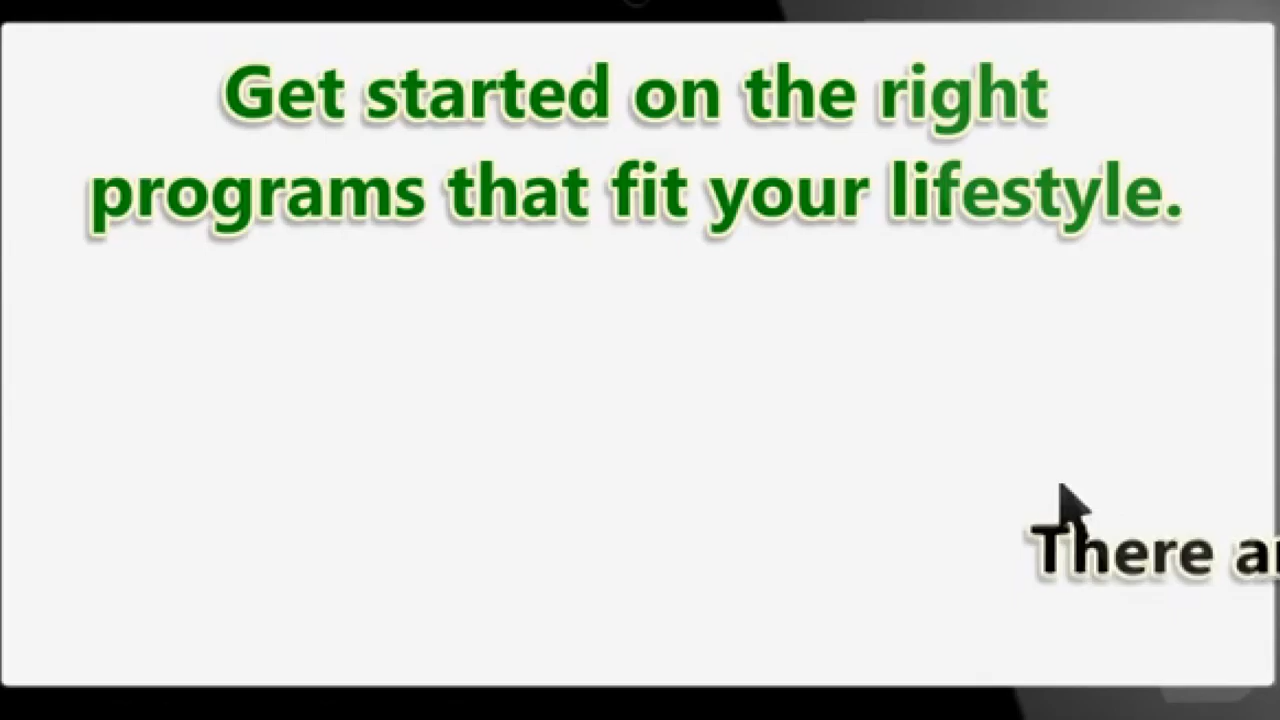 Get started on the right
programs that fit your lifestyle.
There